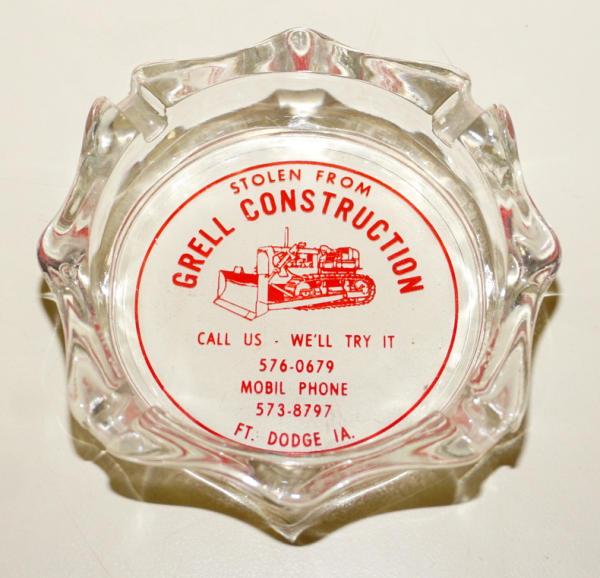 STOLEN FROM
GRELL CONSTRUCTION
CALL US - WE'LL TRY IT
576-0679
MOBIL PHONE
573-8797
FT. DODGE IA.